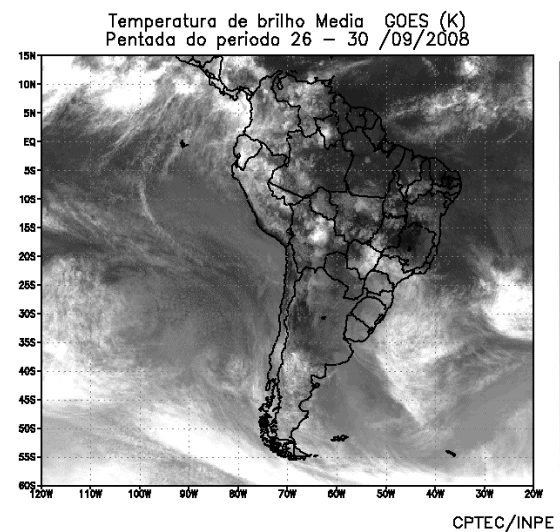 Temperatura de brilho Media GOES (K)
Pentada do periodo 26 – 30 /09/2008
15N
10N
5N
EQ
5S
10S
15S
20S
25S
30S
35S
40S
45S
50S
55S
60S
120W 110W 100W 90W 80W 70W 60W 50W 40W 30W 20W
CPTEC/INPE